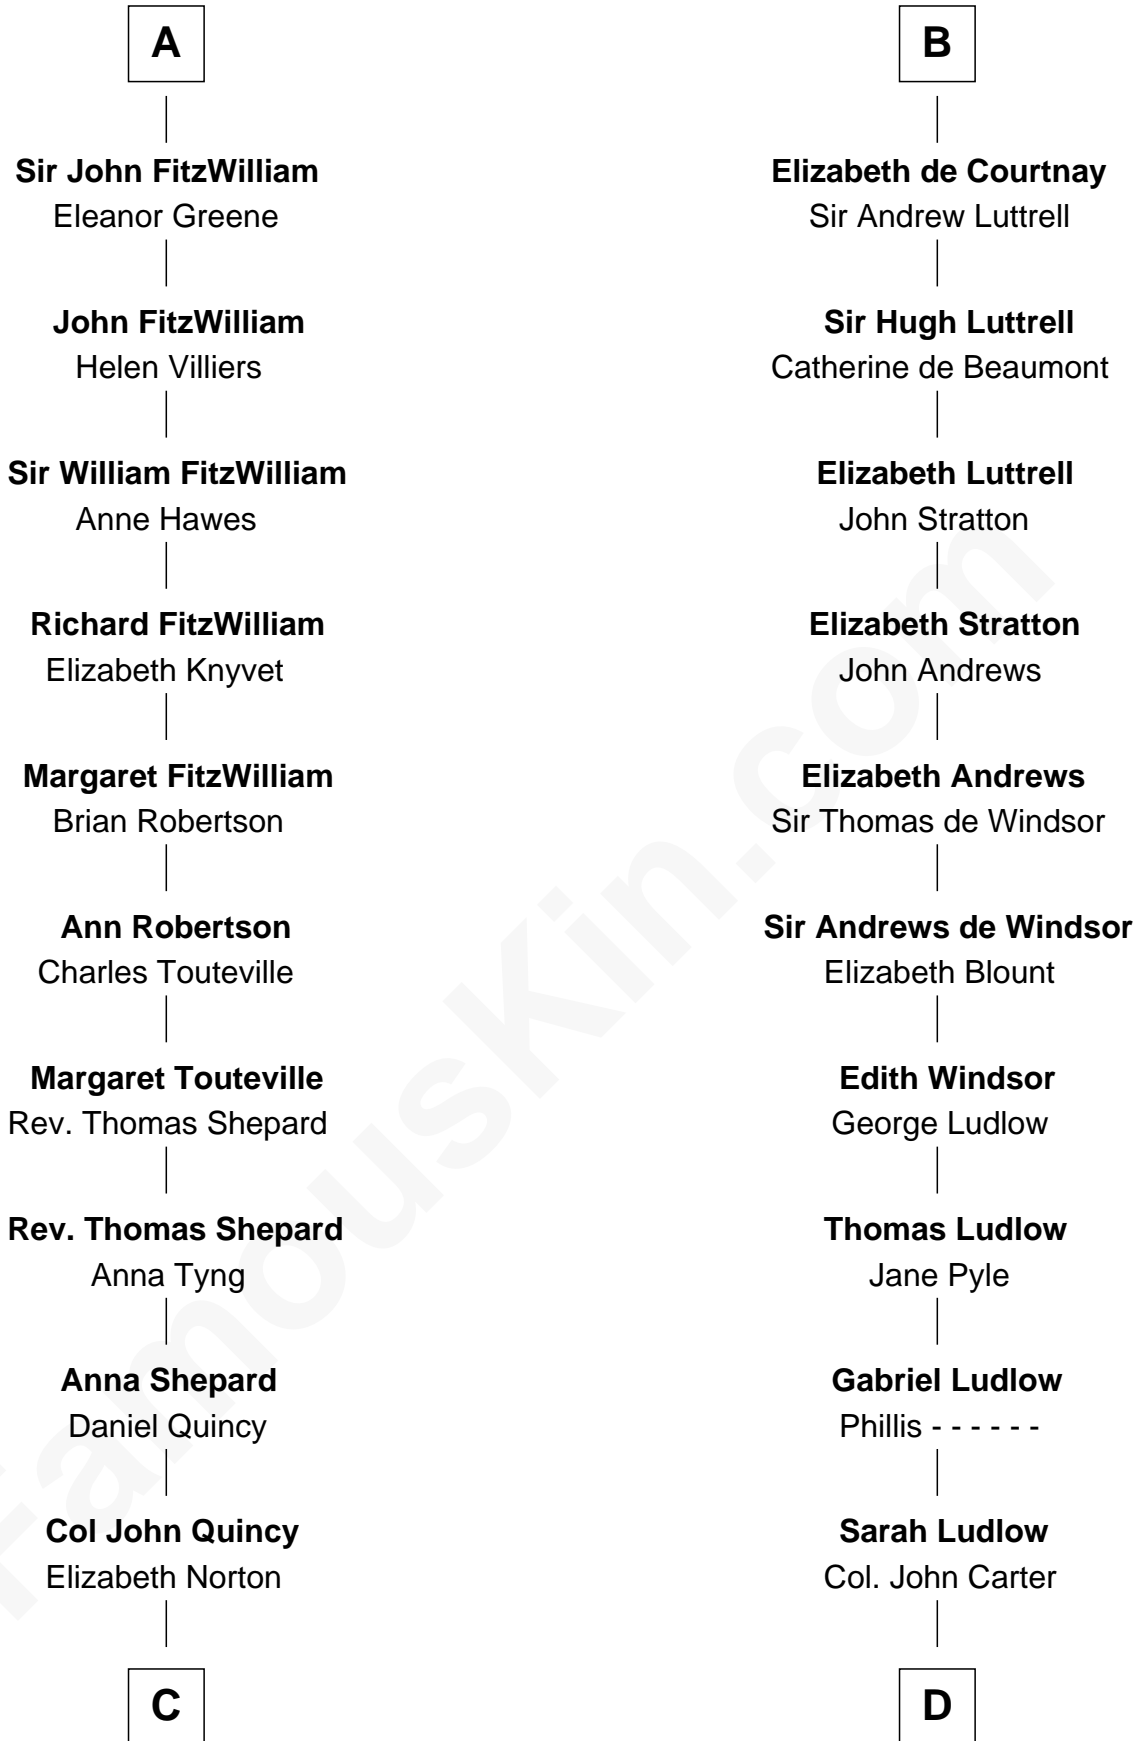 A
Sir John FitzWilliam
Eleanor Greene
John FitzWilliam
Helen Villiers
Sir William FitzWilliam
Anne Hawes
Richard FitzWilliam
Elizabeth Knyvet
Margaret FitzWilliam
Brian Robertson
Ann Robertson
Charles Touteville
Margaret Touteville
Rev. Thomas Shepard
Rev. Thomas Shepard
Anna Tyng
Anna Shepard
Daniel Quincy
Col John Quincy
Elizabeth Norton
C
B
Elizabeth de Courtnay
Sir Andrew Luttrell
Sir Hugh Luttrell
Catherine de Beaumont
Elizabeth Luttrell
John Stratton
Elizabeth Stratton
John Andrews
Elizabeth Andrews
Sir Thomas de Windsor
Sir Andrews de Windsor
Elizabeth Blount
Edith Windsor
George Ludlow
Thomas Ludlow
Jane Pyle
Gabriel Ludlow
Phillis - - - - - -
Sarah Ludlow
Col. John Carter
D
FamousKin.com